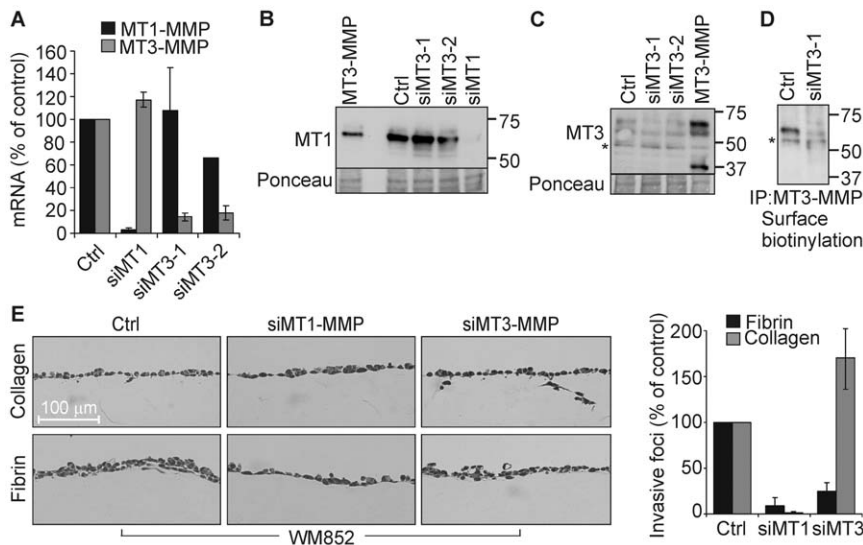 A
MT1-MMP
MT3-MMP
mRNA (% of control)
160
140
120
100
80
60
40
20
0
Ctrl
siMT1
siMT3-1
siMT3-2
B
MT3-MMP
Ctrl
siMT3-1
siMT3-2
siMT1
MT1
75
50
Ponceau
C
Ctrl
siMT3-1
siMT3-2
MT3-MMP
MT3
*
75
50
37
Ponceau
D
Ctrl
siMT3-1
*
75
50
37
IP:MT3-MMP
Surface
biotinylation
E
Ctrl
siMT1-MMP
siMT3-MMP
Collagen
100 µm
Fibrin
WM852
Fibrin
Collagen
Invasive foci (% of control)
200
150
100
50
0
Ctrl
siMT1
siMT3